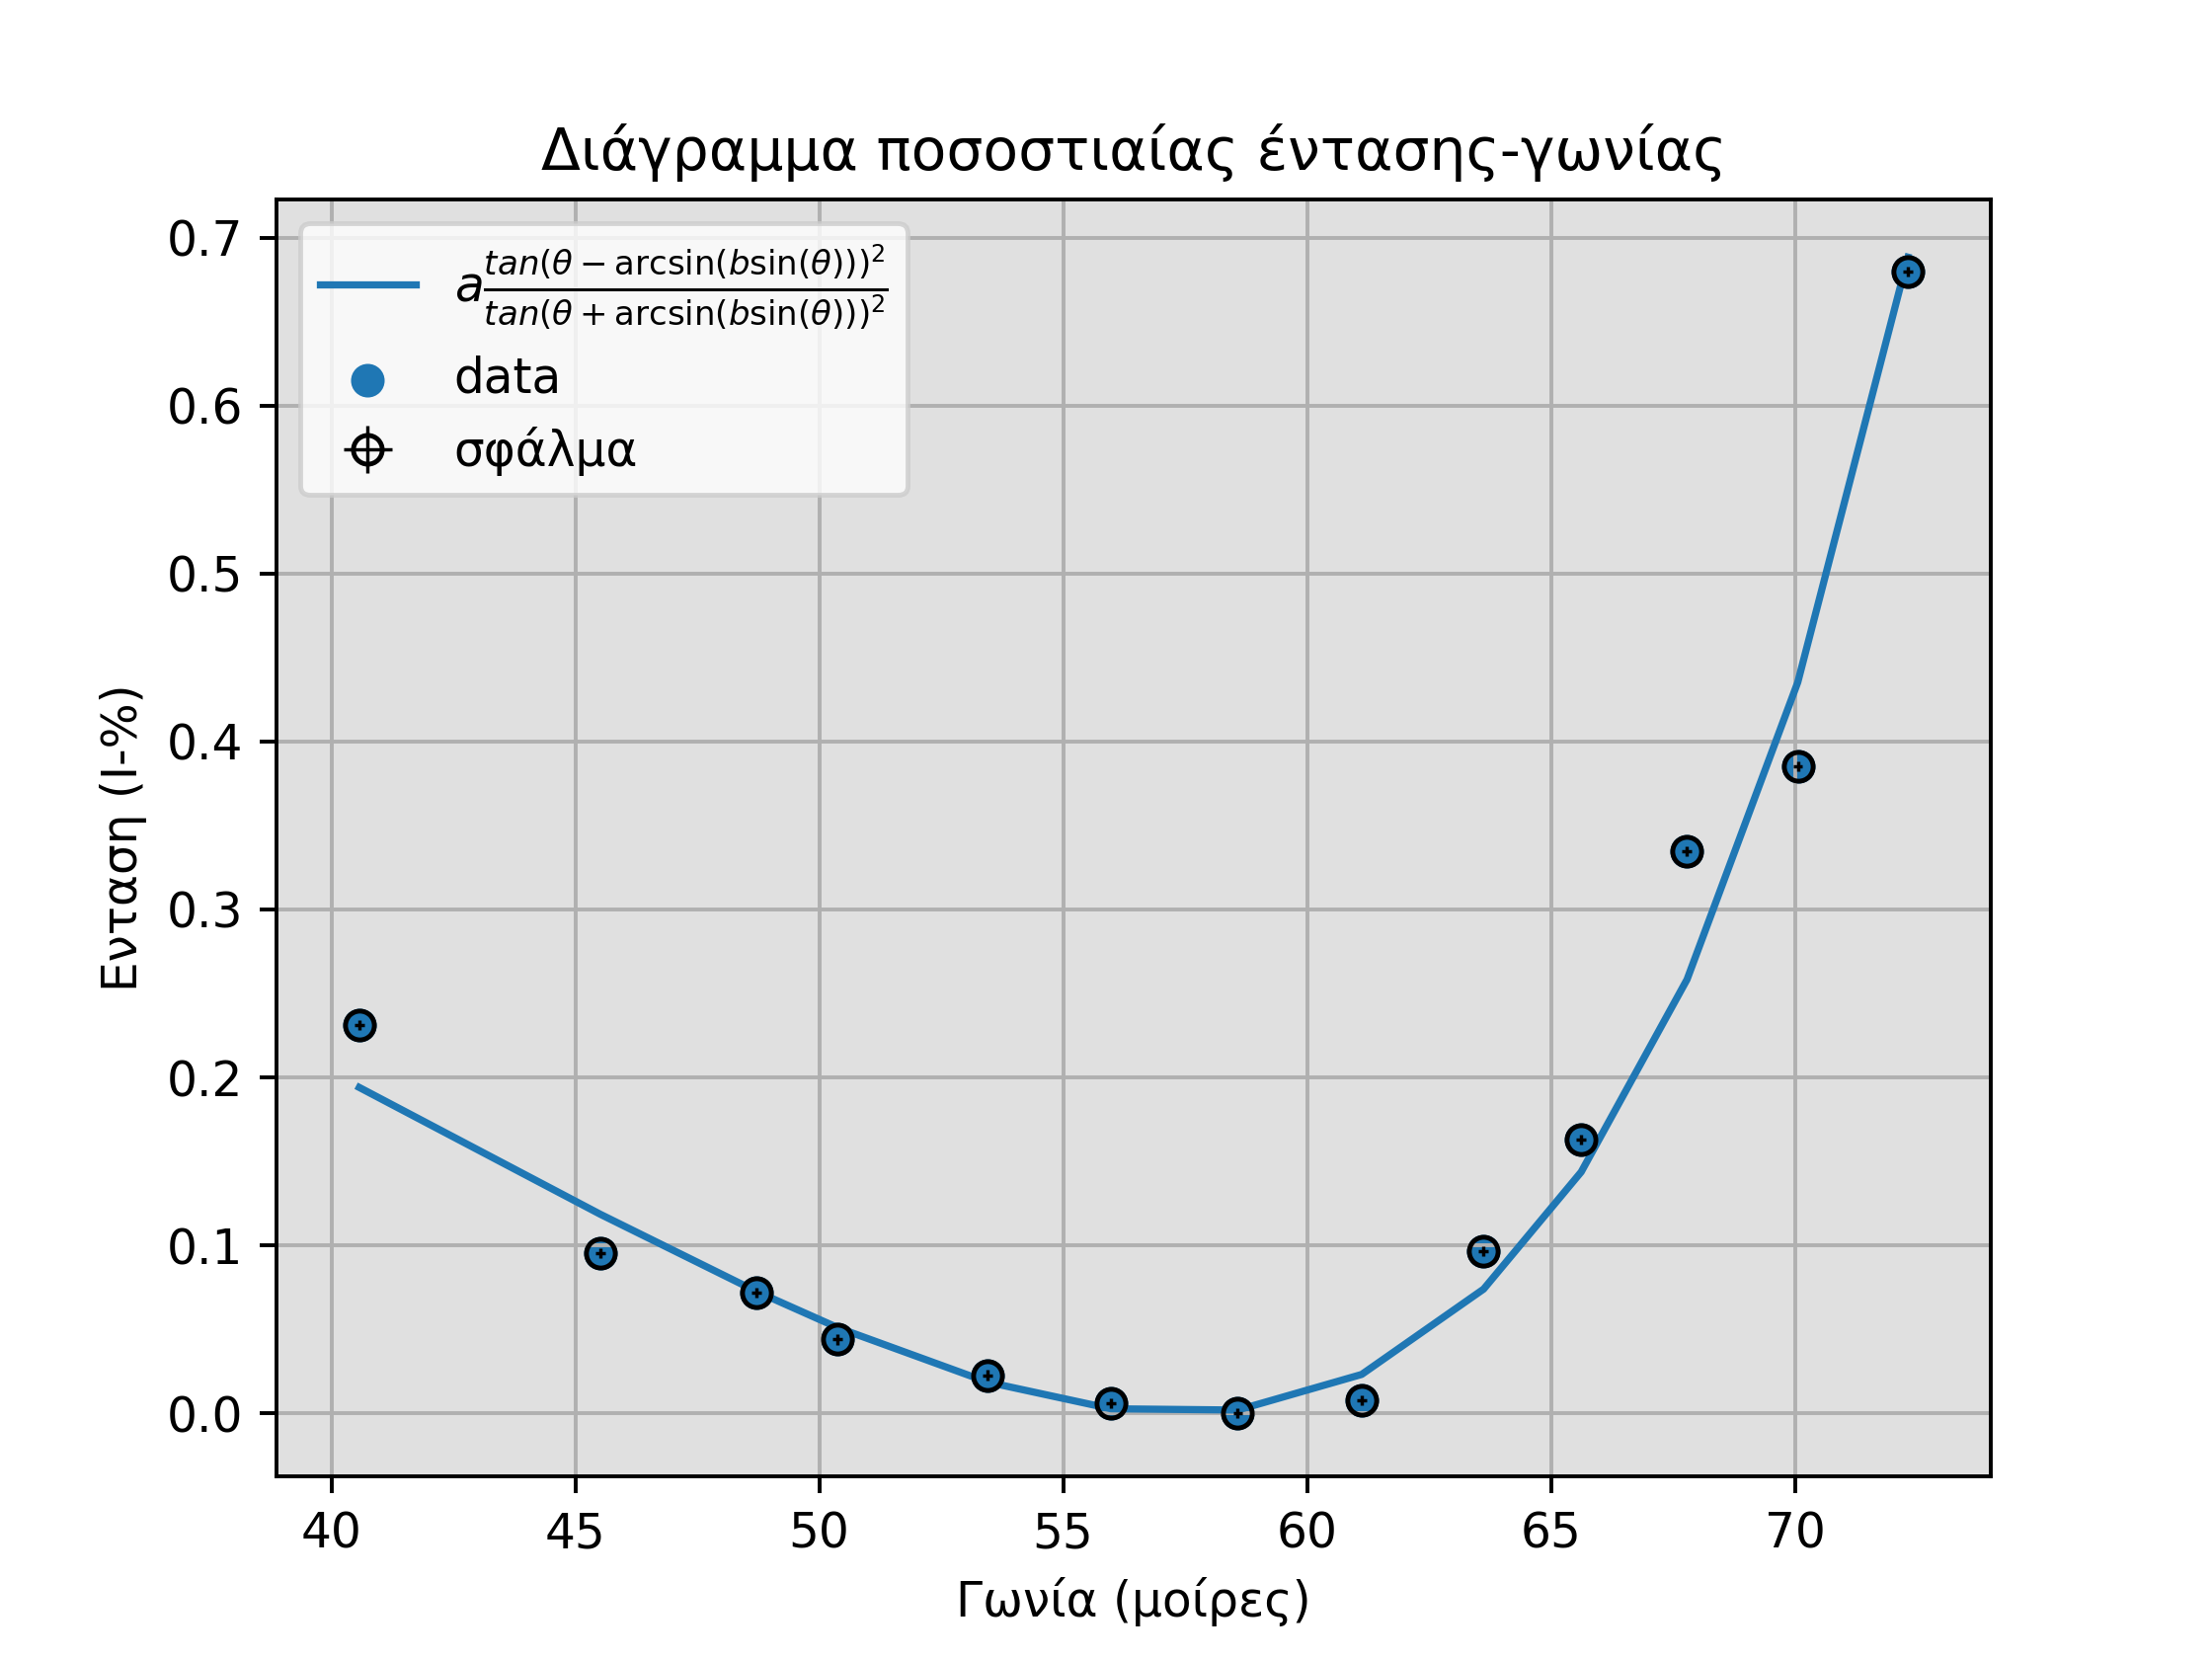 Διάγραμμα ποσοστιαίας έντασης-γωνίας
a tan(θ − arcsin(bsin(θ)))²
tan(θ + arcsin(bsin(θ)))²
data
σφάλμα
0.7
0.6
0.5
0.4
0.3
0.2
0.1
0.0
Ενταση (I-%)
40 45 50 55 60 65 70
Γωνία (μοίρες)